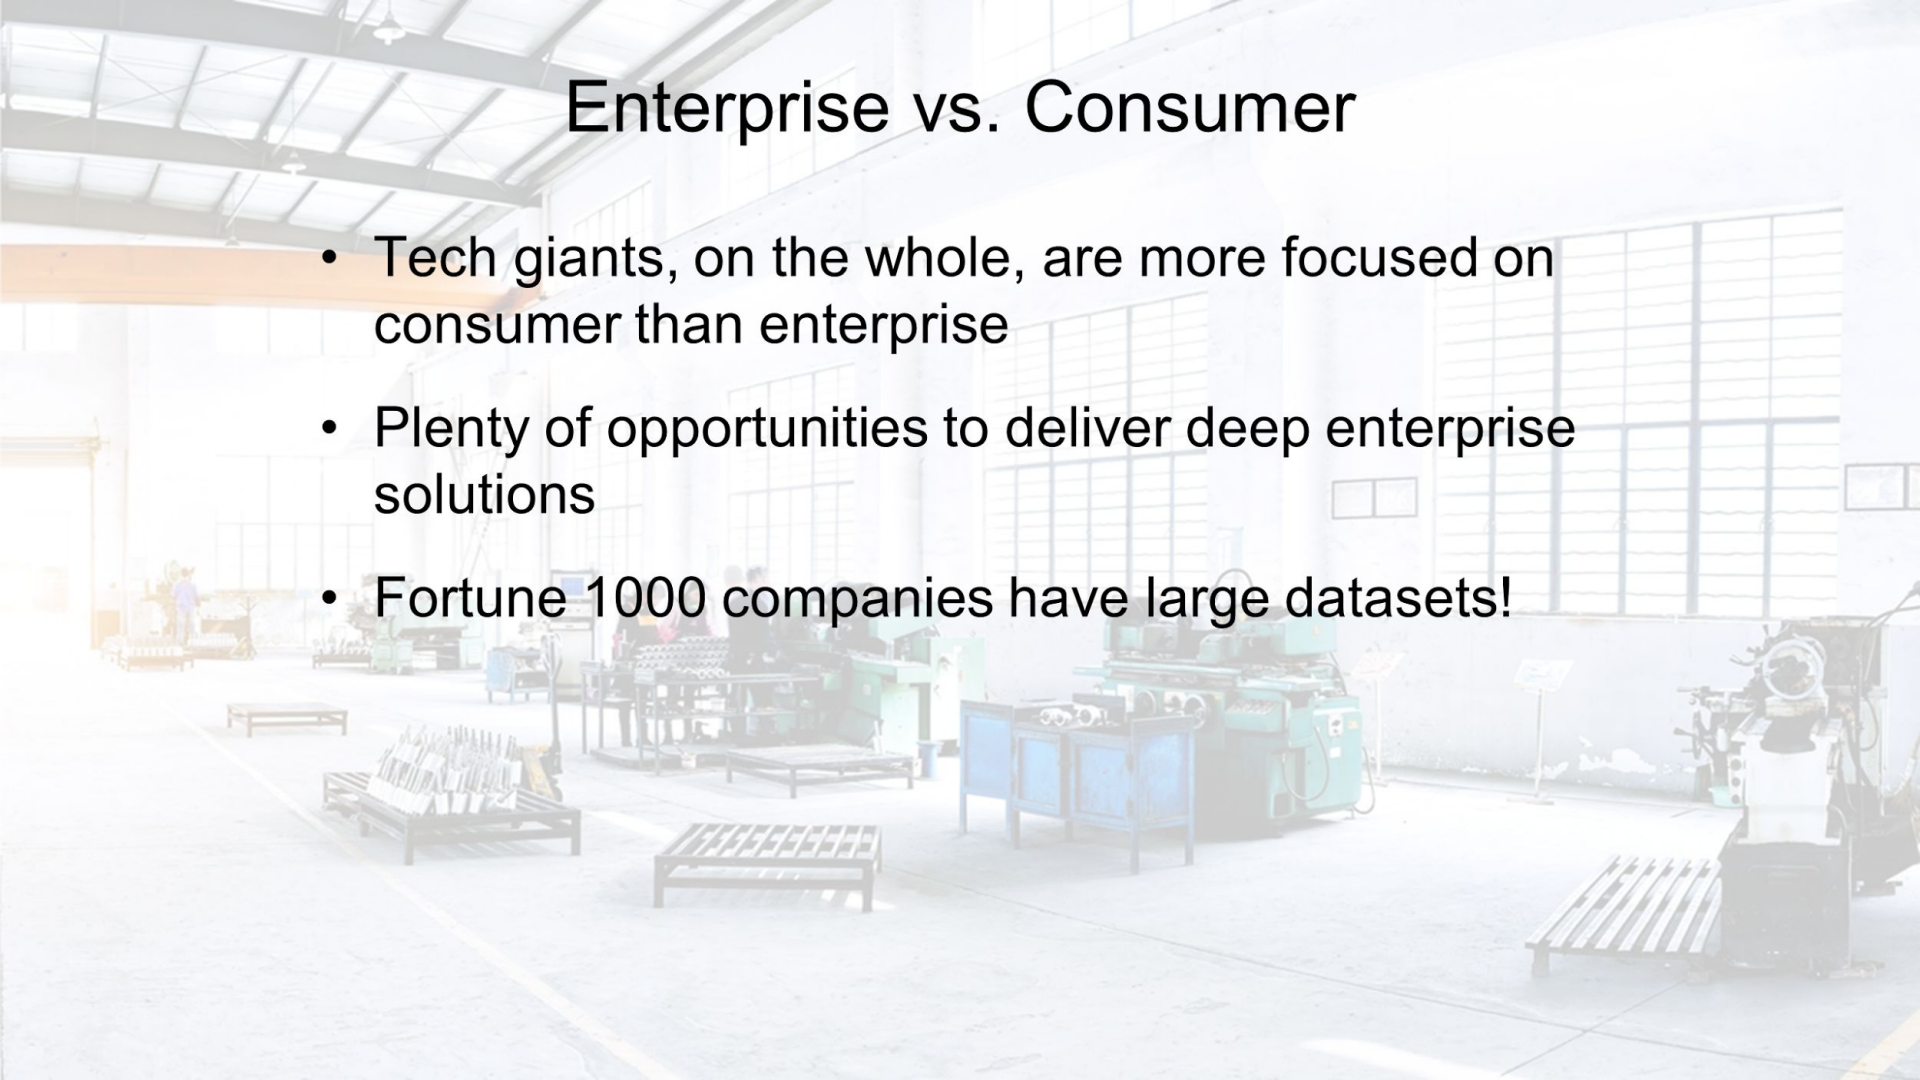 Enterprise vs. Consumer
• Tech giants, on the whole, are more focused on
consumer than enterprise
• Plenty of opportunities to deliver deep enterprise
solutions
• Fortune 1000 companies have large datasets!